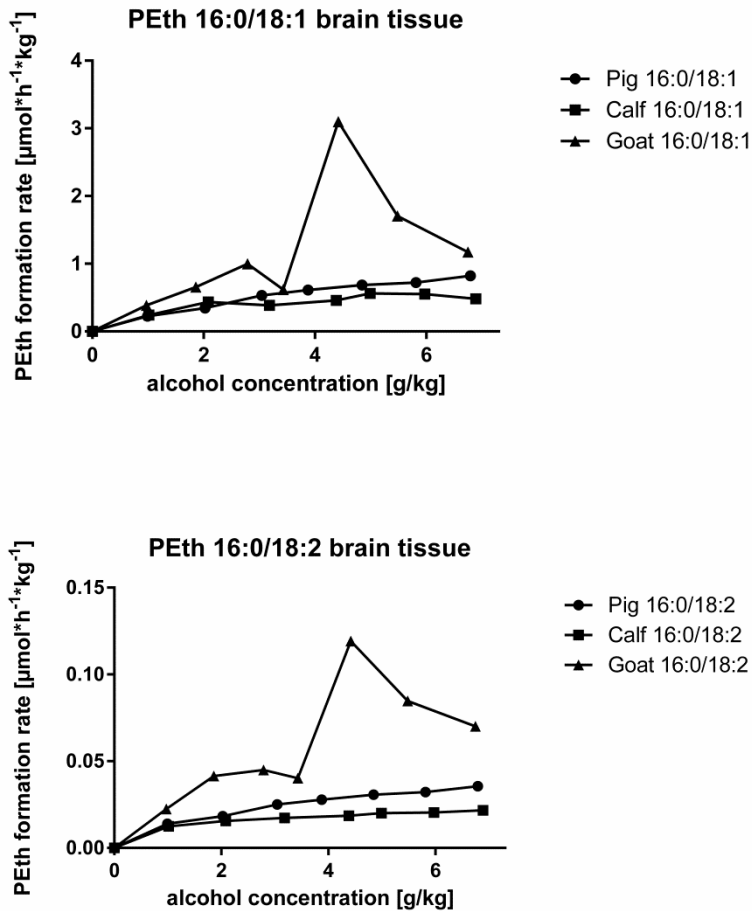 PEth 16:0/18:1 brain tissue
PEth formation rate [µmol*h⁻¹*kg⁻¹]
4
3
2
1
0
0 2 4 6
alcohol concentration [g/kg]
Pig 16:0/18:1
Calf 16:0/18:1
Goat 16:0/18:1
PEth 16:0/18:2 brain tissue
PEth formation rate [µmol*h⁻¹*kg⁻¹]
0.15
0.10
0.05
0.00
0 2 4 6
alcohol concentration [g/kg]
Pig 16:0/18:2
Calf 16:0/18:2
Goat 16:0/18:2